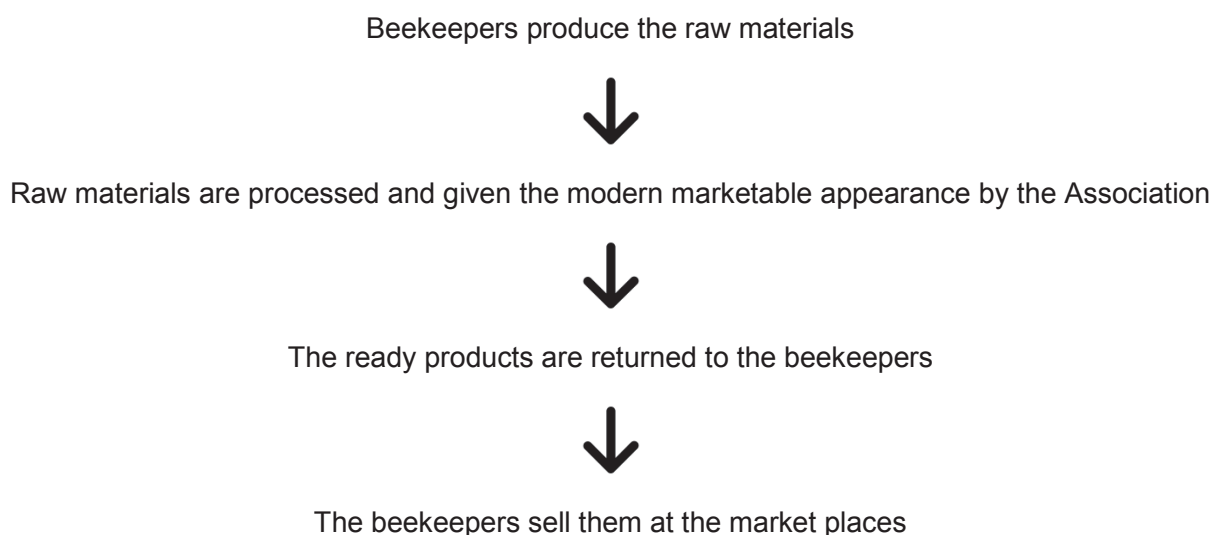 Beekeepers produce the raw materials
Raw materials are processed and given the modern marketable appearance by the Association
The ready products are returned to the beekeepers
The beekeepers sell them at the market places